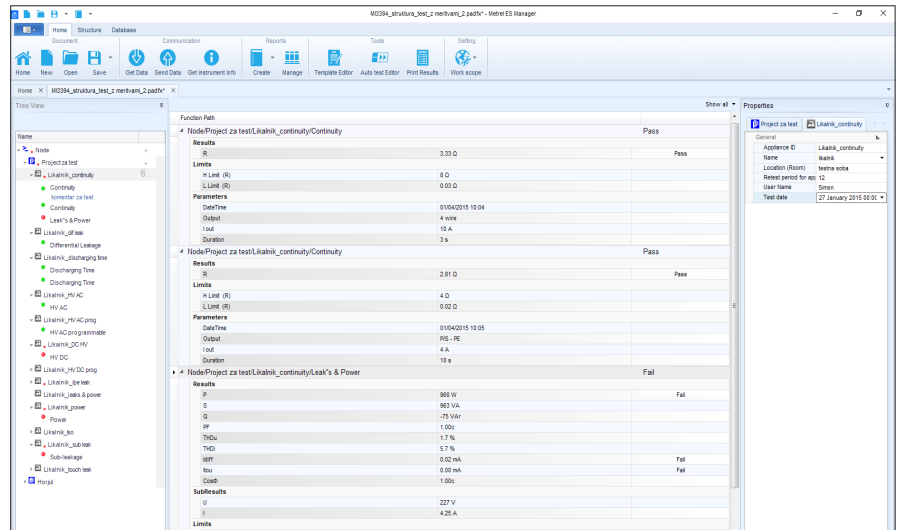 MI3394_struktura_test_z meritvami_2.padfx* - Metrel ES Manager
Home Structure Database
Document Communication Reports Tools Setting
Home New Open Save Get Data Send Data Get instrument info Create Manage Template Editor Auto test Editor Print Results Work scope
Home X MI3394_struktura_test_z meritvami_2.padfx* X
Tree View
Name
Node
Project za test
Likalnik_continuity
Continuity
komentar za test
Continuity
Leak"s & Power
Likalnik_dif leak
Differential Leakage
Likalnik_discharging time
Discharging Time
Discharging Time
Likalnik_HV AC
HV AC
Likalnik_HV AC prog
HV AC programmable
Likalnik_DC HV
HV DC
Likalnik_HV DC prog
Likalnik_Ipe leak
Likalnik_leaks & power
Likalnik_power
Power
Likalnik_Iso
Likalnik_sub leak
Sub-leakage
Likalnik_touch leak
Horjul
Show all
Function Path
Node/Project za test/Likalnik_continuity/Continuity Pass
Results
R 3.33 Ω Pass
Limits
H Limit (R) 8 Ω
L Limit (R) 0.03 Ω
Parameters
DateTime 01/04/2015 10:04
Output 4 wire
I out 10 A
Duration 3 s
Node/Project za test/Likalnik_continuity/Continuity Pass
Results
R 2.81 Ω Pass
Limits
H Limit (R) 4 Ω
L Limit (R) 0.02 Ω
Parameters
DateTime 01/04/2015 10:05
Output P/S - PE
I out 4 A
Duration 10 s
Node/Project za test/Likalnik_continuity/Leak"s & Power Fail
Results
P 960 W Fail
S 963 VA
Q -75 VAr
PF 1.00c
THDu 1.7 %
THDi 5.7 %
Idiff 0.02 mA Fail
Itou 0.00 mA Fail
CosΦ 1.00c
SubResults
U 227 V
I 4.25 A
Limits
Properties
Project za test Likalnik_continuity
General
Appliance ID Likalnik_continuity
Name likalnik
Location (Room) testna soba
Retest period for app 12
User Name Simon
Test date 27 January 2015 00:00